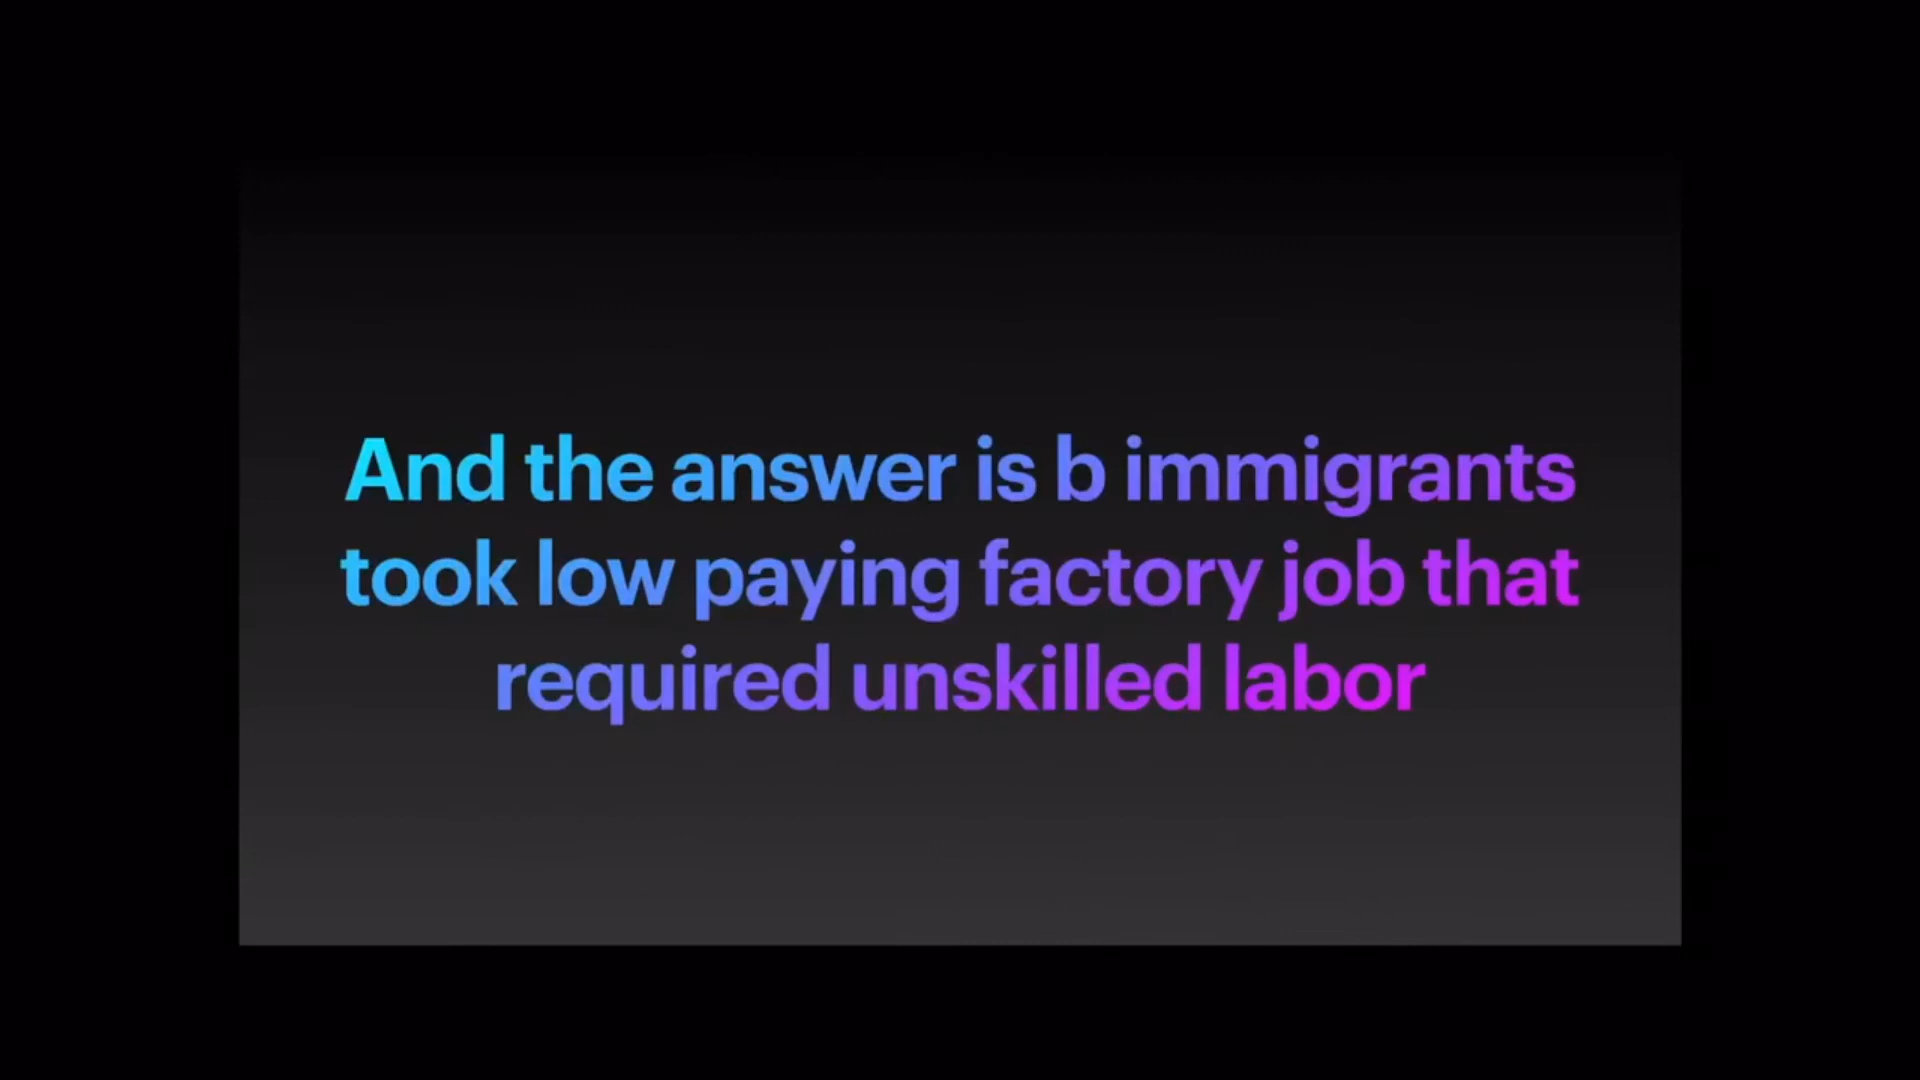 And the answer is b immigrants
took low paying factory job that
required unskilled labor